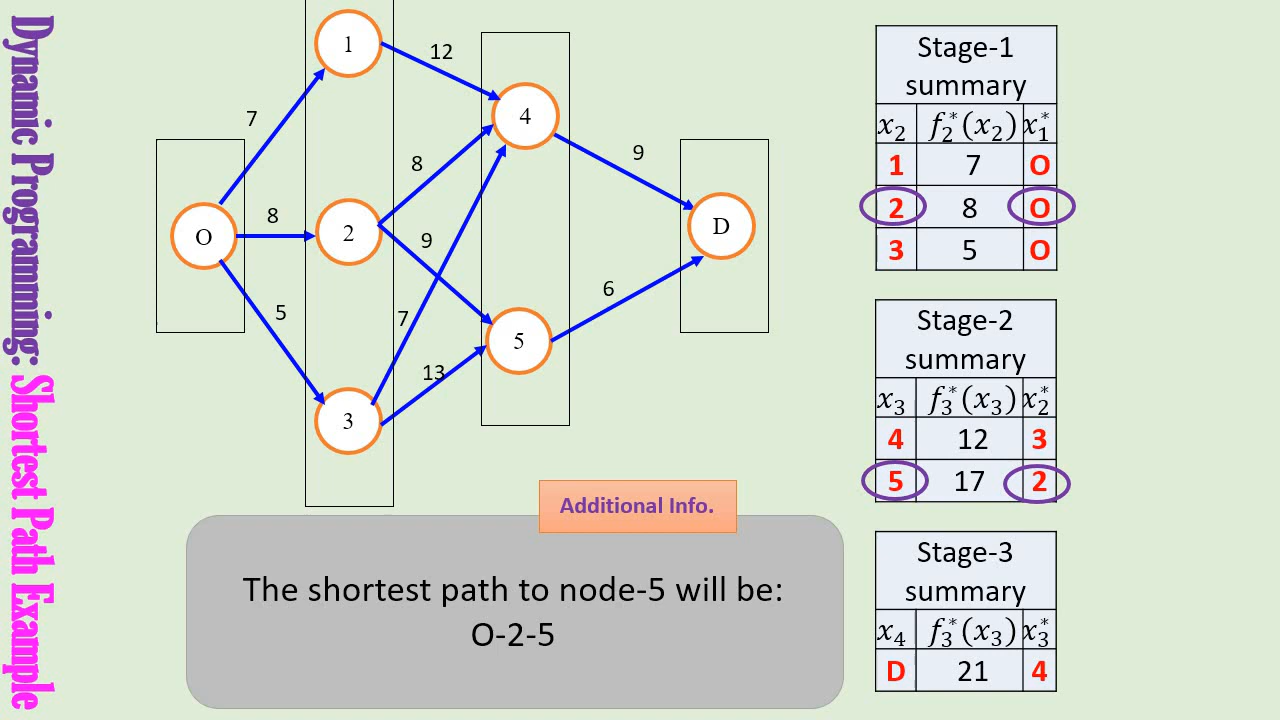 Dynamic Programming: Shortest Path Example
1
12
4
7
8
9
O
8
2
9
D
5
7
6
5
13
3
Additional Info.
The shortest path to node-5 will be:
O-2-5
Stage-1
summary
x₂ f₂*(x₂) x₁*
1 7 O
2 8 O
3 5 O
Stage-2
summary
x₃ f₃*(x₃) x₂*
4 12 3
5 17 2
Stage-3
summary
x₄ f₃*(x₃) x₃*
D 21 4